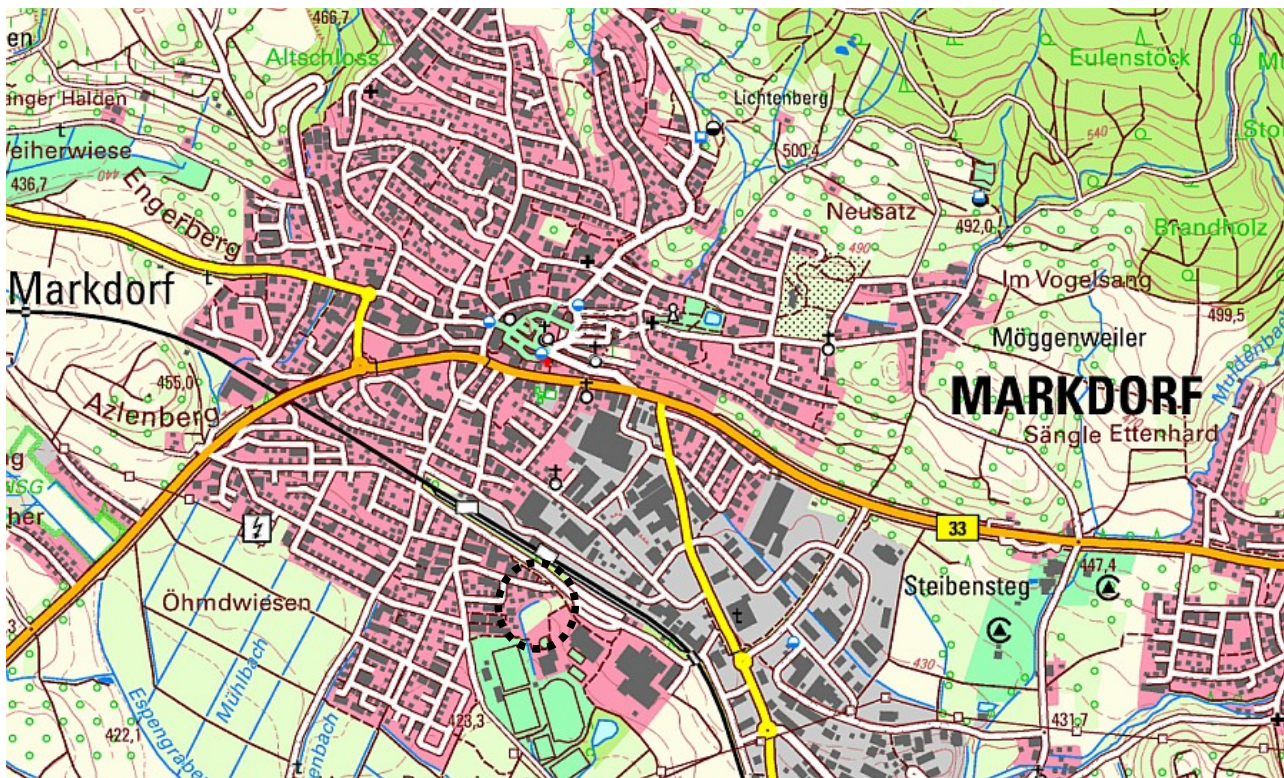 466,7
Altschloss
Eulenstöck
Lichtenberg
540
500,4
436,7
440
Engerberg
Neusatz
492,0
490
Brandholz
Im Vogelsang
499,5
Markdorf
Möggenweiler
455,0
Azlenberg
MARKDORF
Sängle Ettenhard
NSG
33
447,4
Steibensteg
Öhmdwiesen
Mühlbach
430
423,3
431,7
422,1